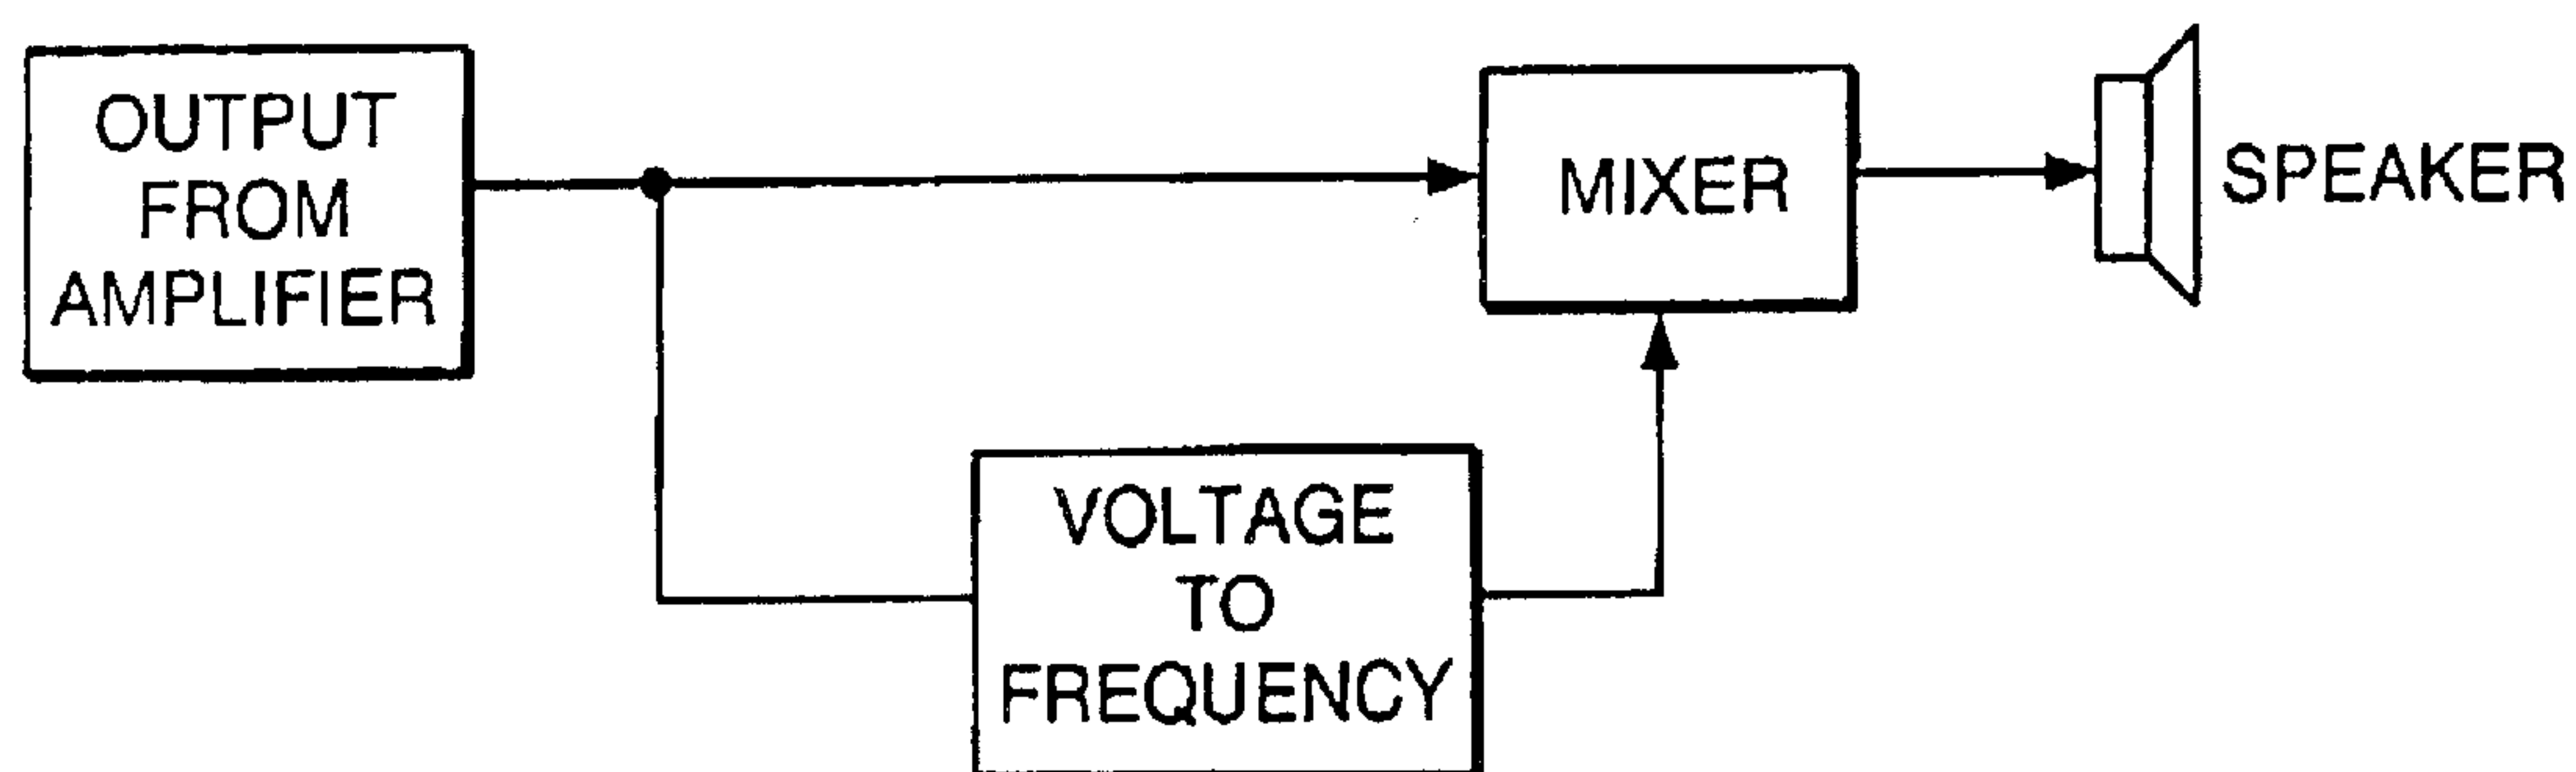 OUTPUT
FROM
AMPLIFIER
MIXER
SPEAKER
VOLTAGE
TO
FREQUENCY